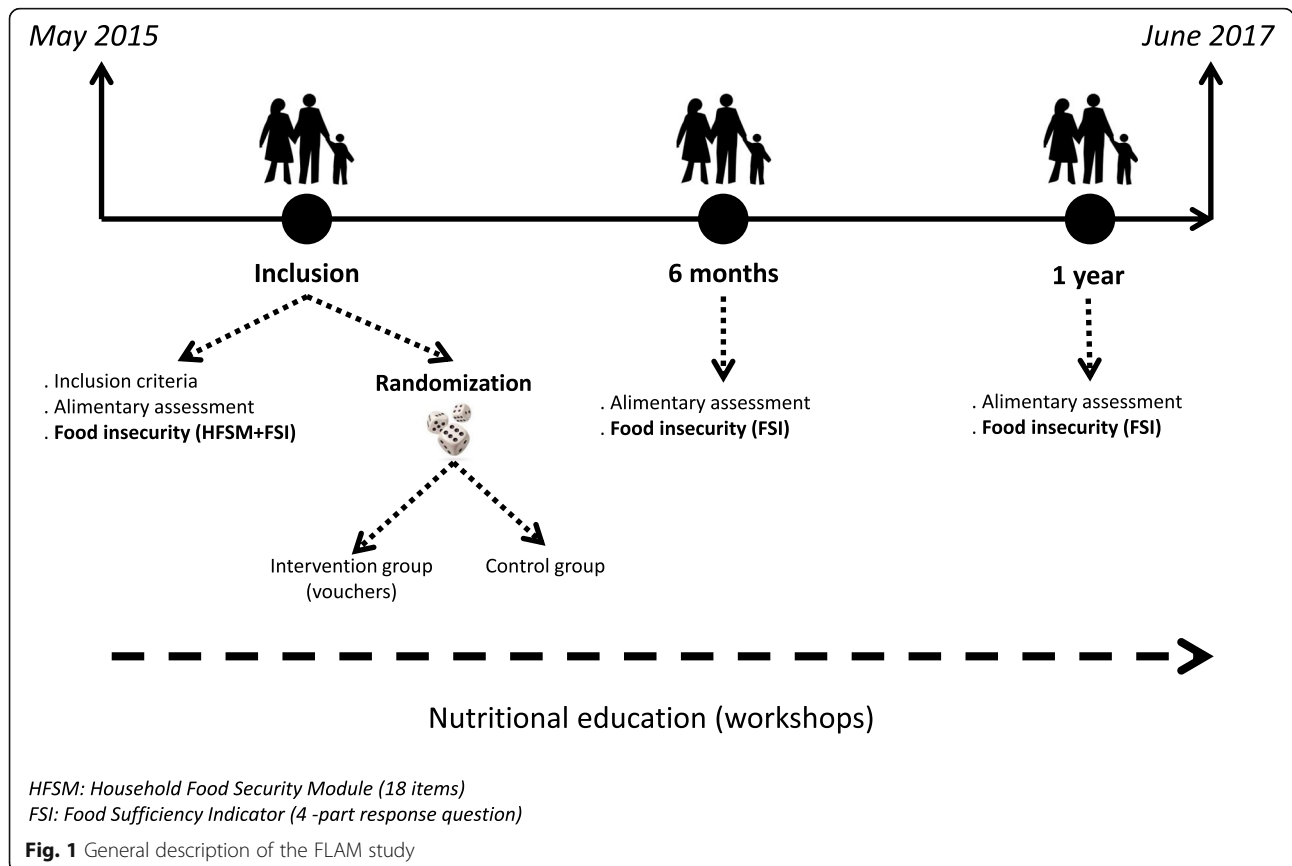 May 2015
June 2017
Inclusion
6 months
1 year
. Inclusion criteria
. Alimentary assessment
. Food insecurity (HFSM+FSI)
Randomization
. Alimentary assessment
. Food insecurity (FSI)
. Alimentary assessment
. Food insecurity (FSI)
Intervention group
(vouchers)
Control group
Nutritional education (workshops)
HFSM: Household Food Security Module (18 items)
FSI: Food Sufficiency Indicator (4 -part response question)
Fig. 1 General description of the FLAM study